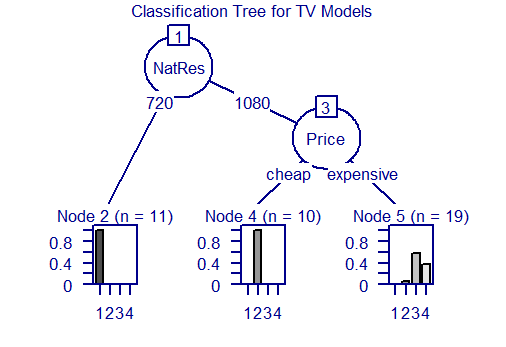 Classification Tree for TV Models
1
NatRes
720 1080
3
Price
cheap expensive
Node 2 (n = 11) Node 4 (n = 10) Node 5 (n = 19)
0.8 0.8 0.8
0.4 0.4 0.4
0 0 0
1234 1234 1234